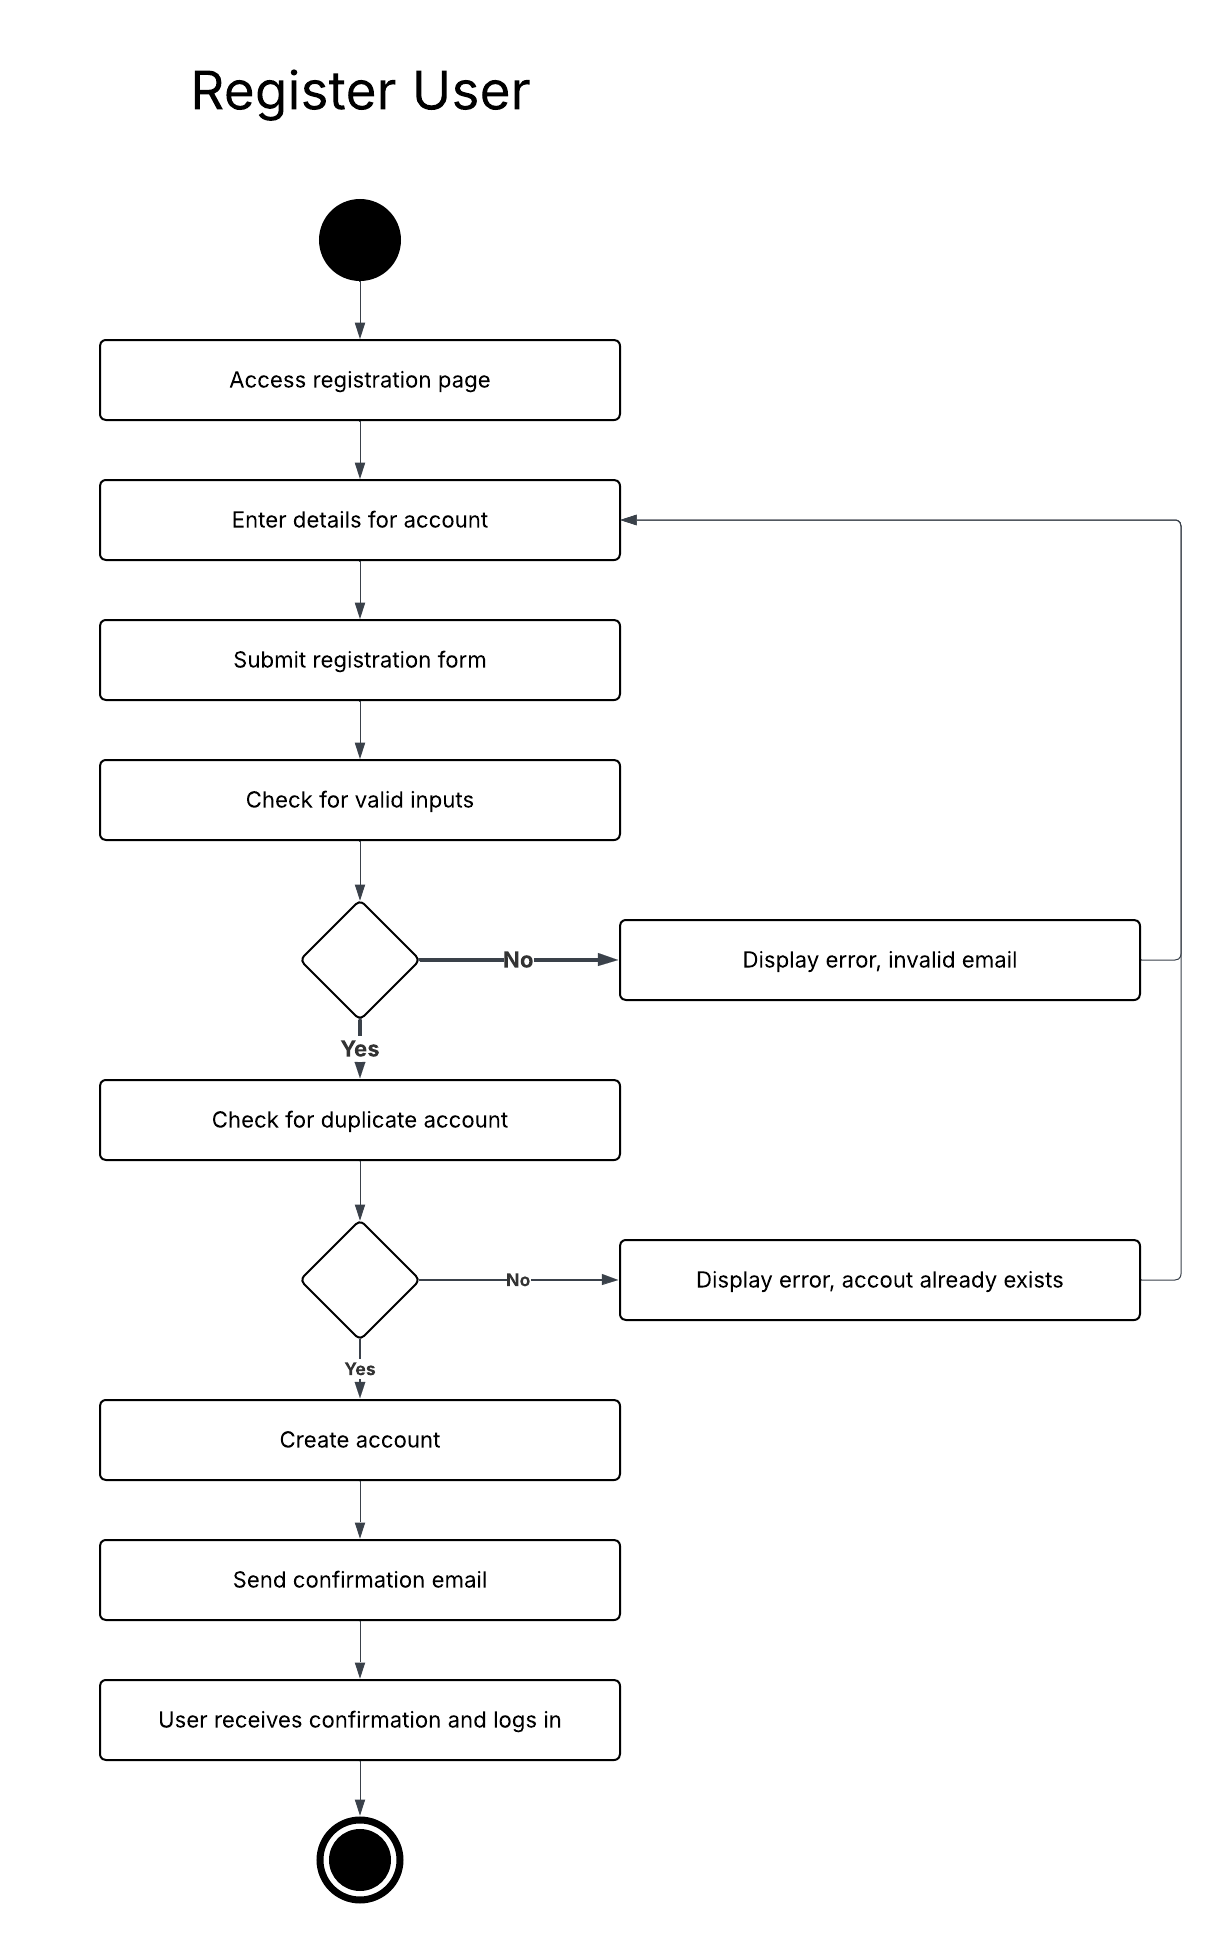 Register User
Access registration page
Enter details for account
Submit registration form
Check for valid inputs
No
Display error, invalid email
Yes
Check for duplicate account
No
Display error, accout already exists
Yes
Create account
Send confirmation email
User receives confirmation and logs in